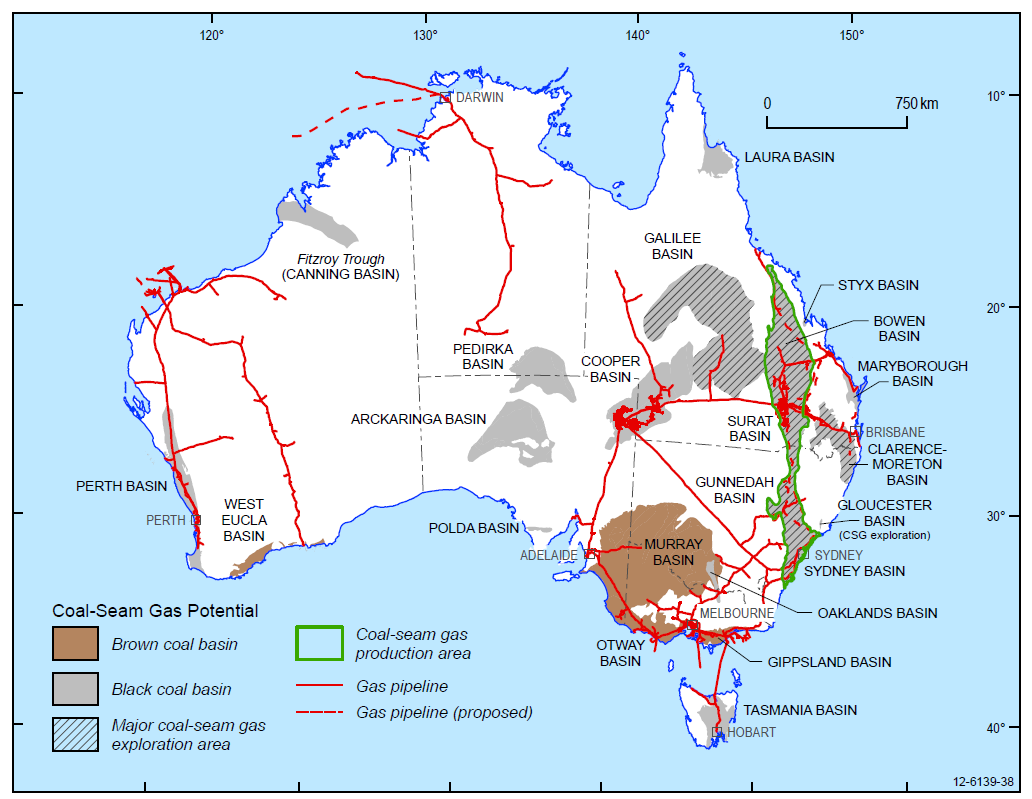 120°
130°
140°
150°
10°
20°
30°
40°
0
750 km
DARWIN
LAURA BASIN
GALILEE
BASIN
Fitzroy Trough
(CANNING BASIN)
STYX BASIN
BOWEN
BASIN
PEDIRKA
BASIN
COOPER
BASIN
MARYBOROUGH
BASIN
ARCKARINGA BASIN
SURAT
BASIN
BRISBANE
CLARENCE-
MORETON
BASIN
PERTH BASIN
GUNNEDAH
BASIN
WEST
EUCLA
BASIN
PERTH
GLOUCESTER
BASIN
(CSG exploration)
POLDA BASIN
ADELAIDE
MURRAY
BASIN
SYDNEY
SYDNEY BASIN
MELBOURNE
OAKLANDS BASIN
OTWAY
BASIN
GIPPSLAND BASIN
TASMANIA BASIN
HOBART
Coal-Seam Gas Potential
Brown coal basin
Black coal basin
Major coal-seam gas
exploration area
Coal-seam gas
production area
Gas pipeline
Gas pipeline (proposed)
12-6139-38